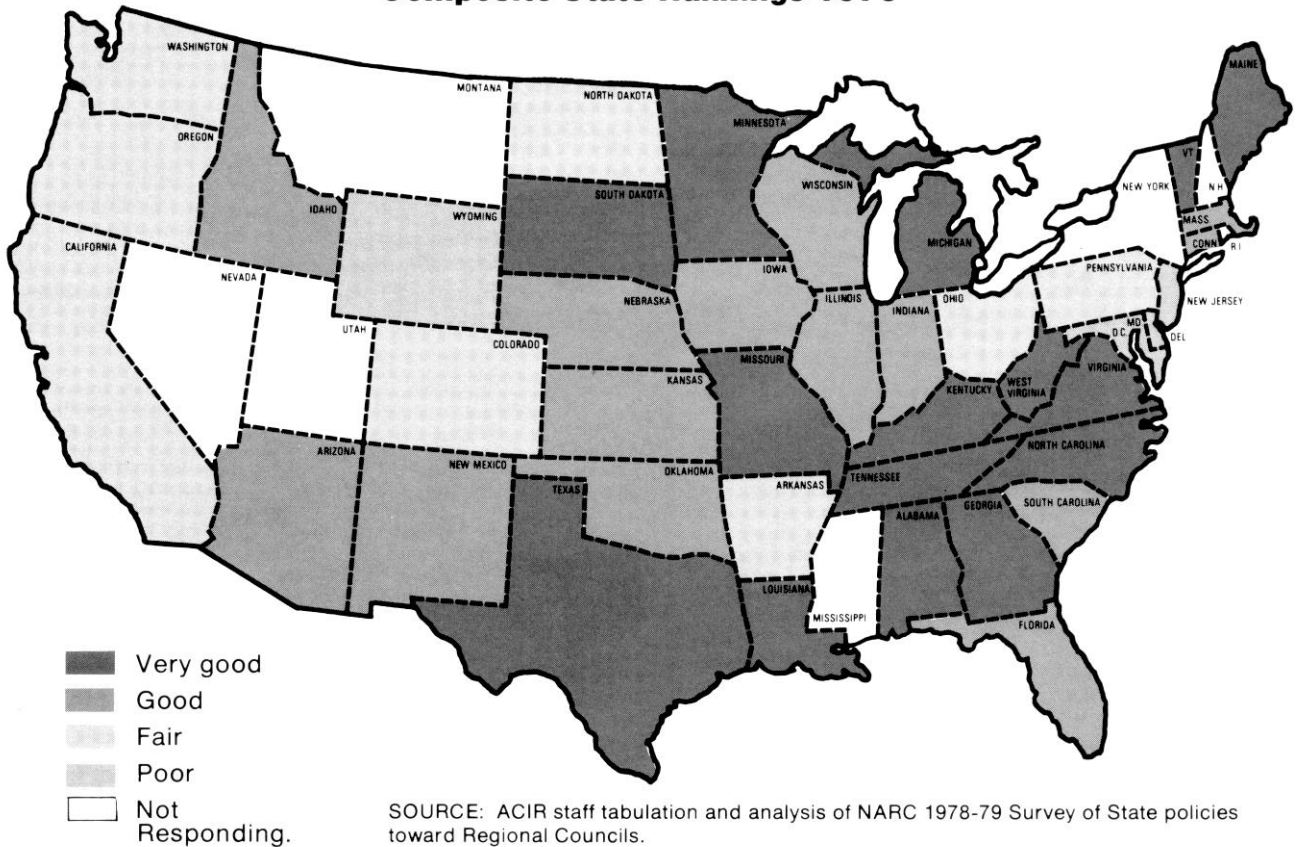 Composite State Rankings
WASHINGTON
MONTANA
NORTH DAKOTA
MINNESOTA
MAINE
OREGON
VT
WISCONSIN
NEW YORK
N H
SOUTH DAKOTA
IDAHO
WYOMING
MICHIGAN
MASS
CONN
R I
CALIFORNIA
NEVADA
IOWA
PENNSYLVANIA
NEBRASKA
ILLINOIS
INDIANA
OHIO
NEW JERSEY
UTAH
COLORADO
MD
D.C.
DEL
MISSOURI
VIRGINIA
KANSAS
KENTUCKY
WEST
VIRGINIA
NORTH CAROLINA
ARIZONA
NEW MEXICO
OKLAHOMA
TENNESSEE
TEXAS
ARKANSAS
SOUTH CAROLINA
ALABAMA
GEORGIA
LOUISIANA
MISSISSIPPI
FLORIDA
Very good
Good
Fair
Poor
Not
Responding.
SOURCE: ACIR staff tabulation and analysis of NARC 1978-79 Survey of State policies
toward Regional Councils.